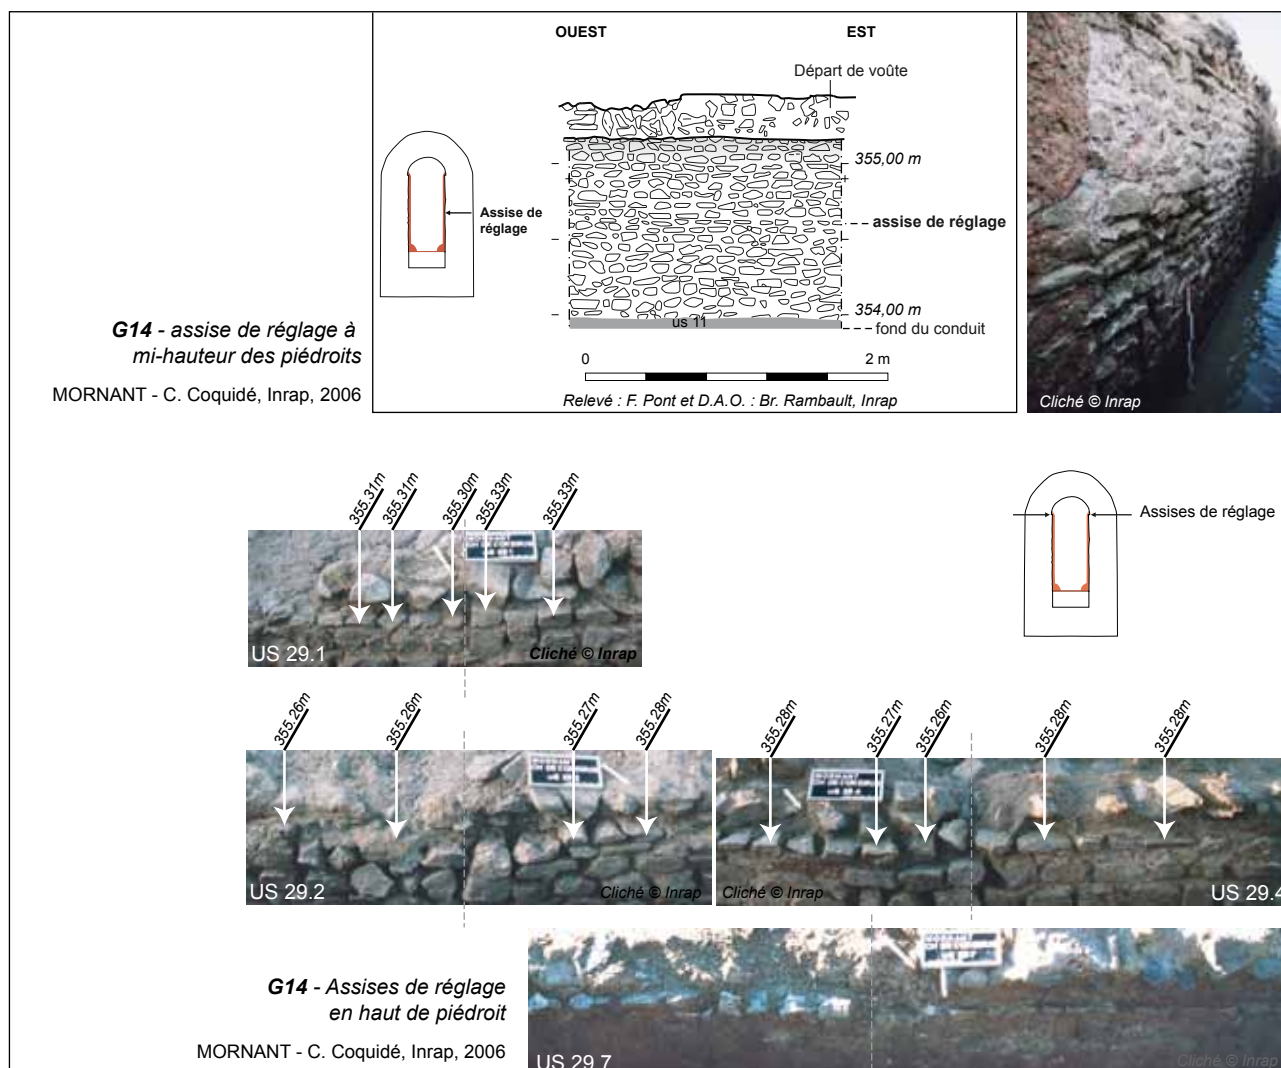 OUEST
EST
Départ de voûte
355,00 m
Assise de
réglage
assise de réglage
354,00 m
us 11
fond du conduit
G14 - assise de réglage à
mi-hauteur des piédroits
MORNANT - C. Coquidé, Inrap, 2006
0
2 m
Relevé : F. Pont et D.A.O. : Br. Rambault, Inrap
Cliché © Inrap
355.31m
355.31m
355.30m
355.33m
355.33m
US 29.1
Cliché © Inrap
Assises de réglage
355.26m
355.26m
355.27m
355.28m
US 29.2
Cliché © Inrap
355.28m
355.27m
355.26m
355.28m
355.28m
Cliché © Inrap
US 29.4
G14 - Assises de réglage
en haut de piédroit
MORNANT - C. Coquidé, Inrap, 2006
US 29.7
Cliché © Inrap